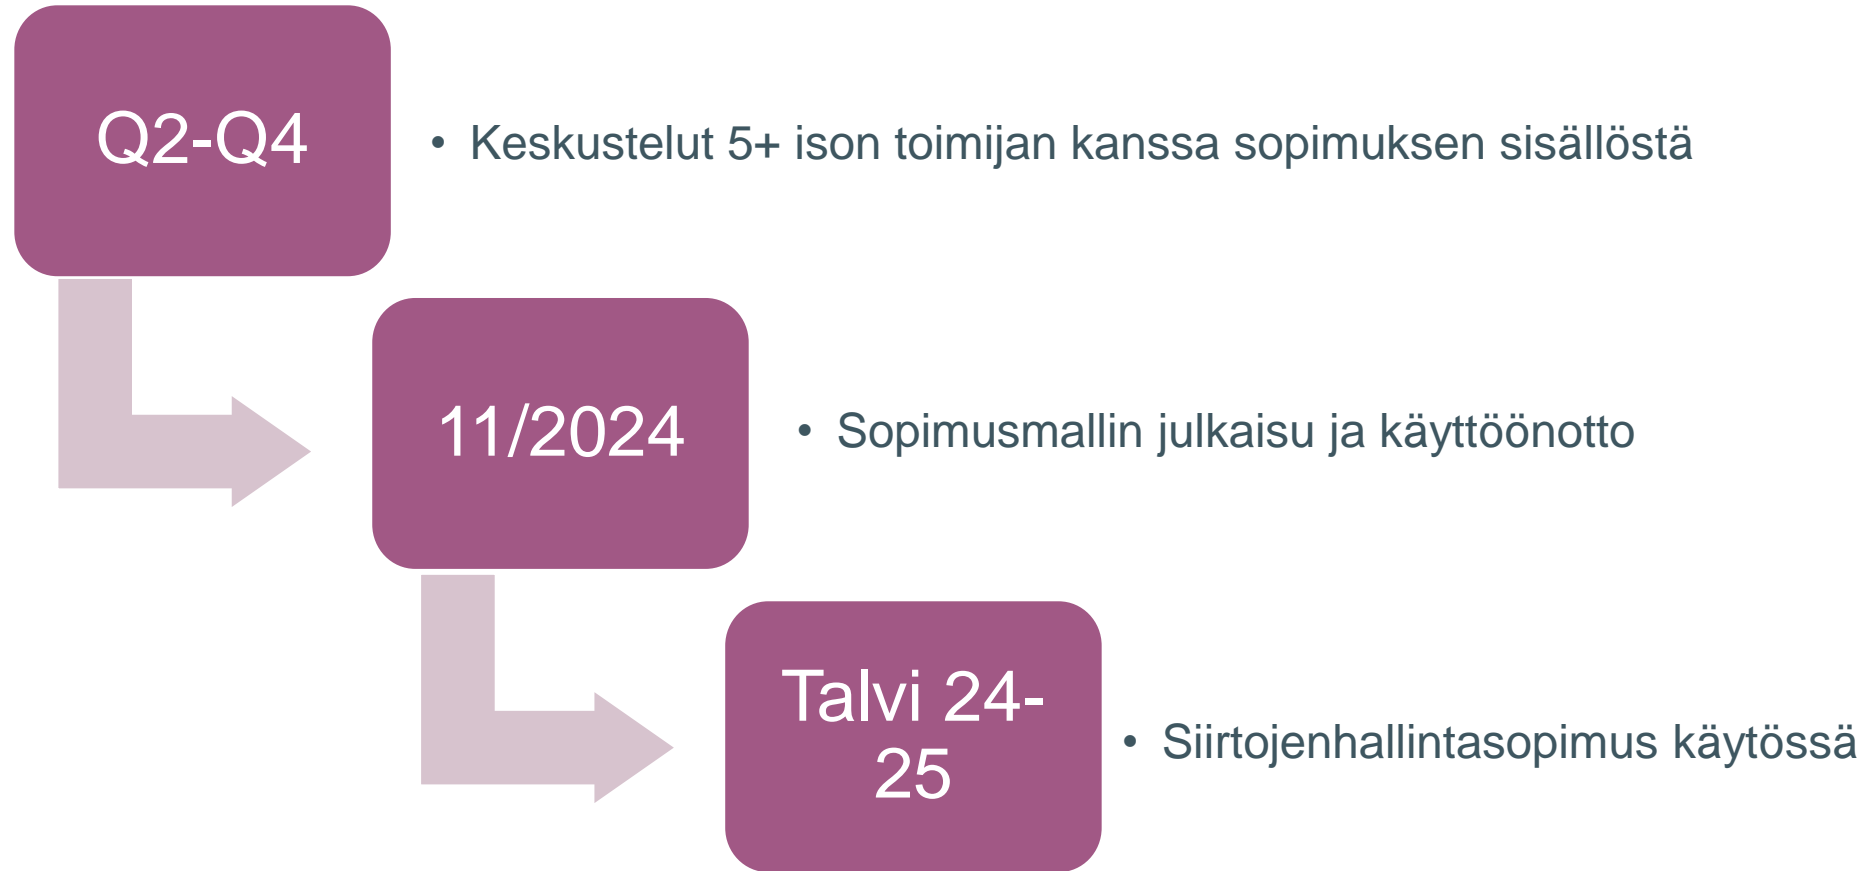 Q2-Q4
• Keskustelut 5+ ison toimijan kanssa sopimuksen sisällöstä
11/2024
• Sopimusmallin julkaisu ja käyttöönotto
Talvi 24-
25
• Siirtojenhallintasopimus käytössä